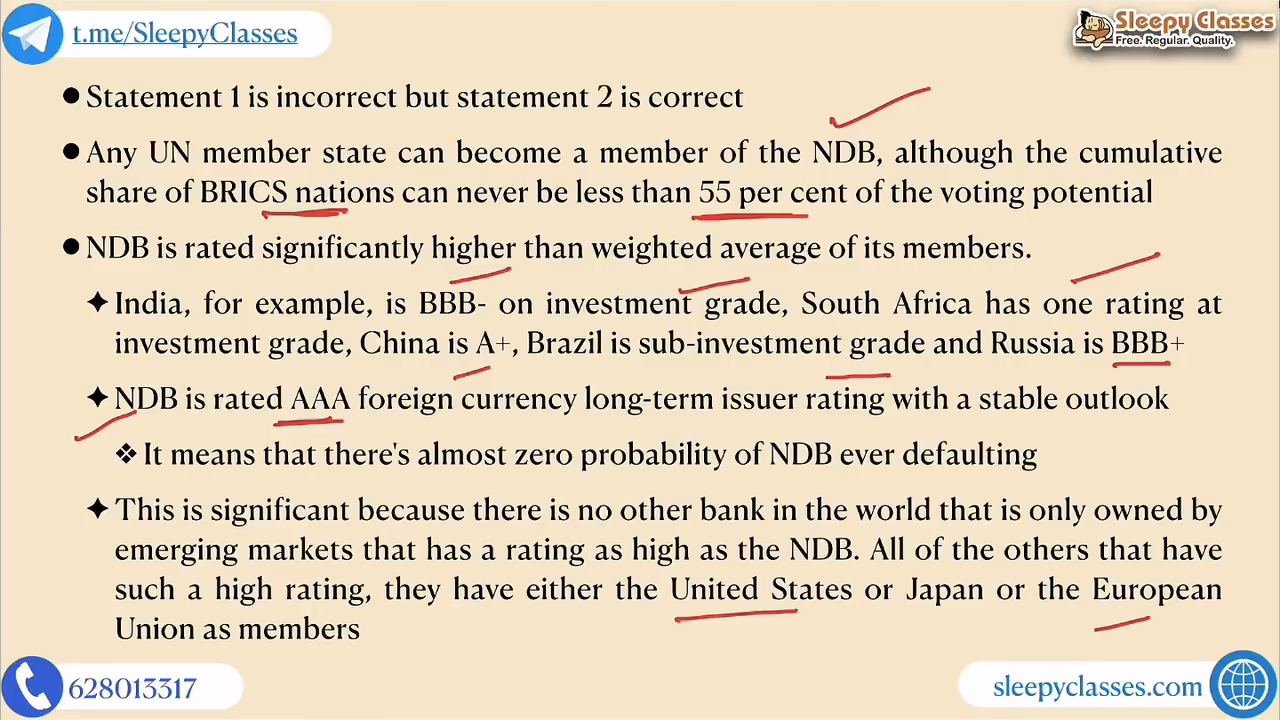 t.me/SleepyClasses
Sleepy Classes
Free. Regular. Quality.
● Statement 1 is incorrect but statement 2 is correct
● Any UN member state can become a member of the NDB, although the cumulative
share of BRICS nations can never be less than 55 per cent of the voting potential
● NDB is rated significantly higher than weighted average of its members.
✦ India, for example, is BBB- on investment grade, South Africa has one rating at
investment grade, China is A+, Brazil is sub-investment grade and Russia is BBB+
✦ NDB is rated AAA foreign currency long-term issuer rating with a stable outlook
❖ It means that there's almost zero probability of NDB ever defaulting
✦ This is significant because there is no other bank in the world that is only owned by
emerging markets that has a rating as high as the NDB. All of the others that have
such a high rating, they have either the United States or Japan or the European
Union as members
628013317
sleepyclasses.com